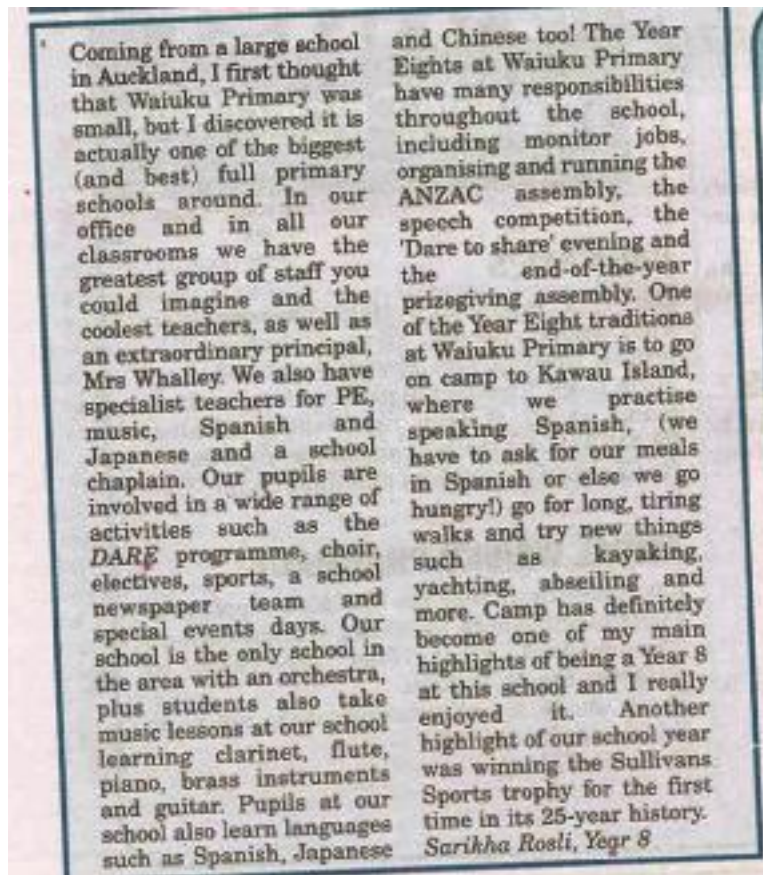 Coming from a large school
in Auckland, I first thought
that Waiuku Primary was
small, but I discovered it is
actually one of the biggest
(and best) full primary
schools around. In our
office and in all our
classrooms we have the
greatest group of staff you
could imagine and the
coolest teachers, as well as
an extraordinary principal,
Mrs Whalley. We also have
specialist teachers for PE,
music, Spanish and
Japanese and a school
chaplain. Our pupils are
involved in a wide range of
activities such as the
DARE programme, choir,
electives, sports, a school
newspaper team and
special events days. Our
school is the only school in
the area with an orchestra,
plus students also take
music lessons at our school
learning clarinet, flute,
piano, brass instruments
and guitar. Pupils at our
school also learn languages
such as Spanish, Japanese
and Chinese too! The Year
Eights at Waiuku Primary
have many responsibilities
throughout the school,
including monitor jobs,
organising and running the
ANZAC assembly, the
speech competition, the
'Dare to share' evening and
the end-of-the-year
prizegiving assembly. One
of the Year Eight traditions
at Waiuku Primary is to go
on camp to Kawau Island,
where we practise
speaking Spanish, (we
have to ask for our meals
in Spanish or else we go
hungry!) go for long, tiring
walks and try new things
such as kayaking,
yachting, abseiling and
more. Camp has definitely
become one of my main
highlights of being a Year 8
at this school and I really
enjoyed it. Another
highlight of our school year
was winning the Sullivans
Sports trophy for the first
time in its 25-year history.
Sarikha Rosli, Year 8